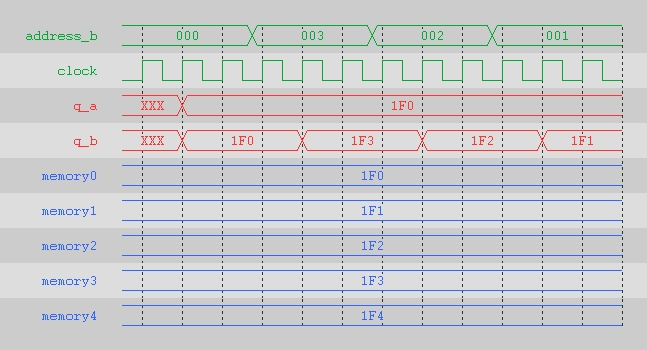 address_b 000 003 002 001
clock
q_a XXX 1F0
q_b XXX 1F0 1F3 1F2 1F1
memory0 1F0
memory1 1F1
memory2 1F2
memory3 1F3
memory4 1F4